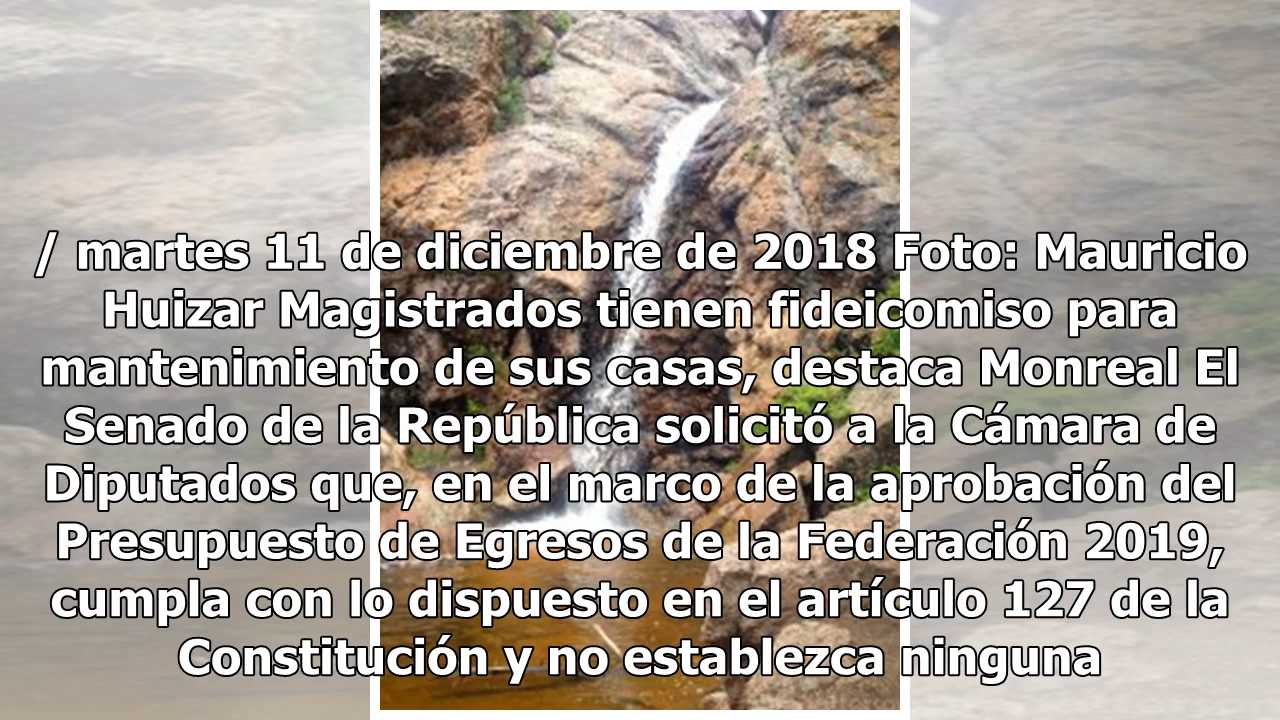 / martes 11 de diciembre de 2018 Foto: Mauricio
Huizar Magistrados tienen fideicomiso para
mantenimiento de sus casas, destaca Monreal El
Senado de la República solicitó a la Cámara de
Diputados que, en el marco de la aprobación del
Presupuesto de Egresos de la Federación 2019,
cumpla con lo dispuesto en el artículo 127 de la
Constitución y no establezca ninguna